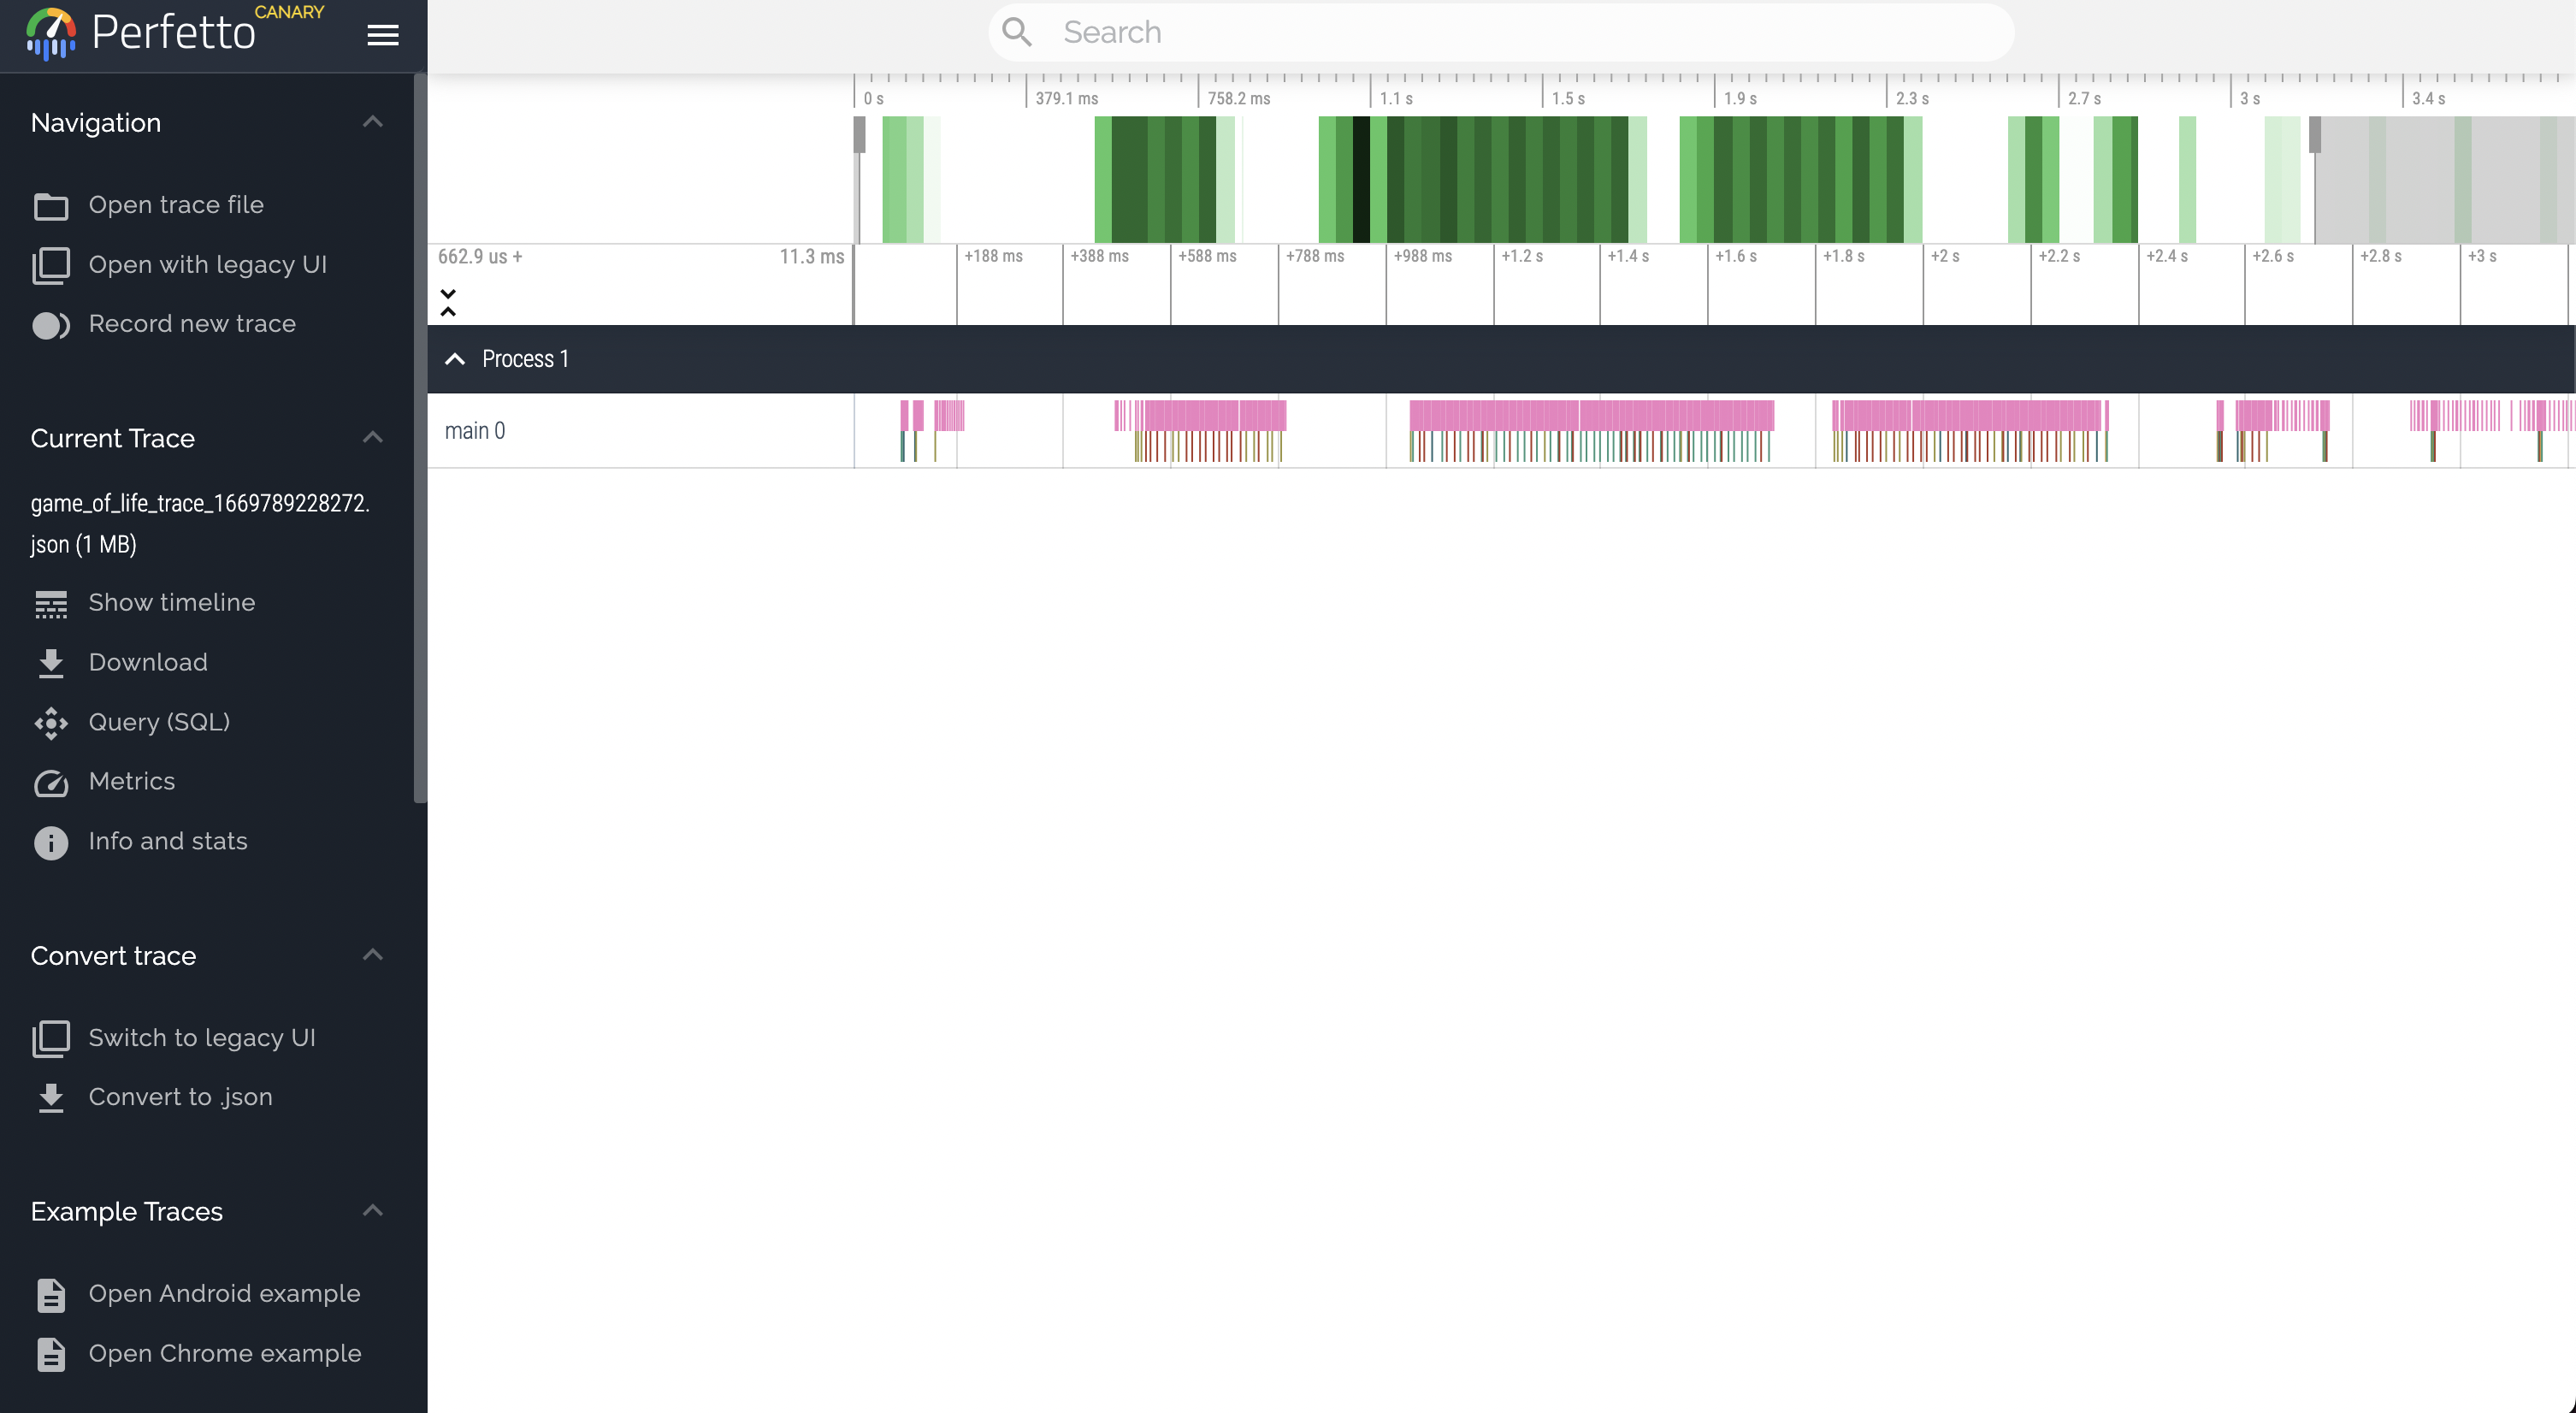 Perfetto
CANARY
Search
Navigation
Open trace file
Open with legacy UI
Record new trace
Current Trace
game_of_life_trace_1669789228272.
json (1 MB)
Show timeline
Download
Query (SQL)
Metrics
Info and stats
Convert trace
Switch to legacy UI
Convert to .json
Example Traces
Open Android example
Open Chrome example
0 s 379.1 ms 758.2 ms 1.1 s 1.5 s 1.9 s 2.3 s 2.7 s 3 s 3.4 s
662.9 us + 11.3 ms +188 ms +388 ms +588 ms +788 ms +988 ms +1.2 s +1.4 s +1.6 s +1.8 s +2 s +2.2 s +2.4 s +2.6 s +2.8 s +3 s
Process 1
main 0